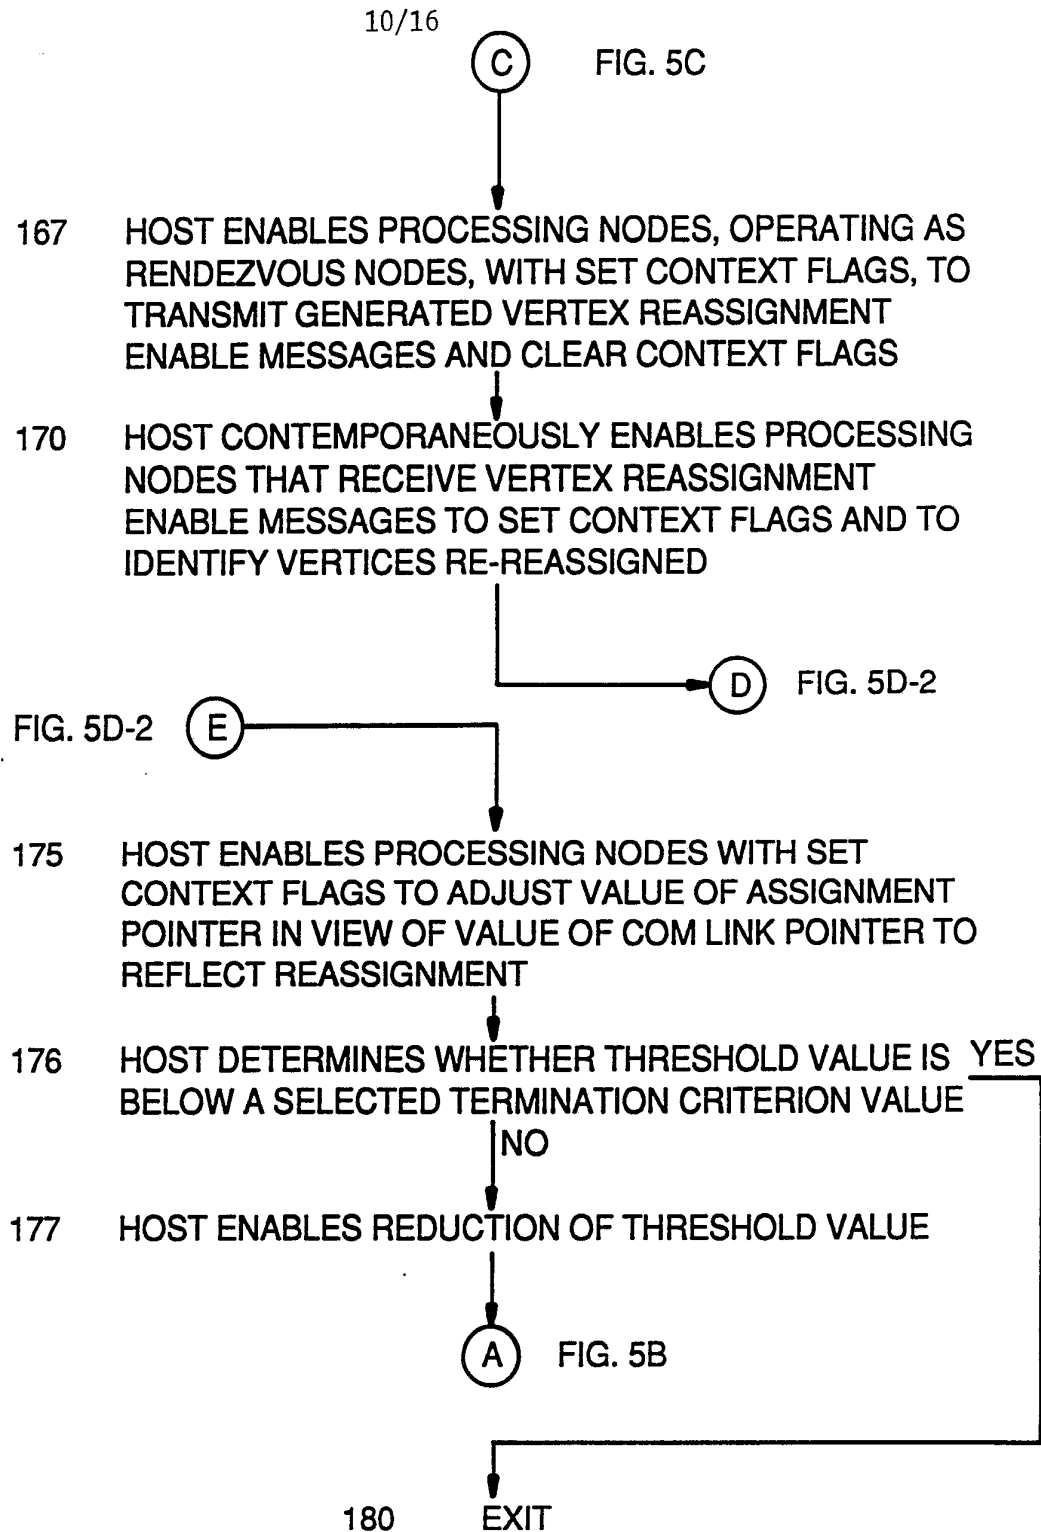 10/16
C FIG. 5C
167 HOST ENABLES PROCESSING NODES, OPERATING AS
RENDEZVOUS NODES, WITH SET CONTEXT FLAGS, TO
TRANSMIT GENERATED VERTEX REASSIGNMENT
ENABLE MESSAGES AND CLEAR CONTEXT FLAGS
170 HOST CONTEMPORANEOUSLY ENABLES PROCESSING
NODES THAT RECEIVE VERTEX REASSIGNMENT
ENABLE MESSAGES TO SET CONTEXT FLAGS AND TO
IDENTIFY VERTICES RE-REASSIGNED
D FIG. 5D-2
FIG. 5D-2 E
175 HOST ENABLES PROCESSING NODES WITH SET
CONTEXT FLAGS TO ADJUST VALUE OF ASSIGNMENT
POINTER IN VIEW OF VALUE OF COM LINK POINTER TO
REFLECT REASSIGNMENT
176 HOST DETERMINES WHETHER THRESHOLD VALUE IS YES
BELOW A SELECTED TERMINATION CRITERION VALUE
NO
177 HOST ENABLES REDUCTION OF THRESHOLD VALUE
A FIG. 5B
180 EXIT